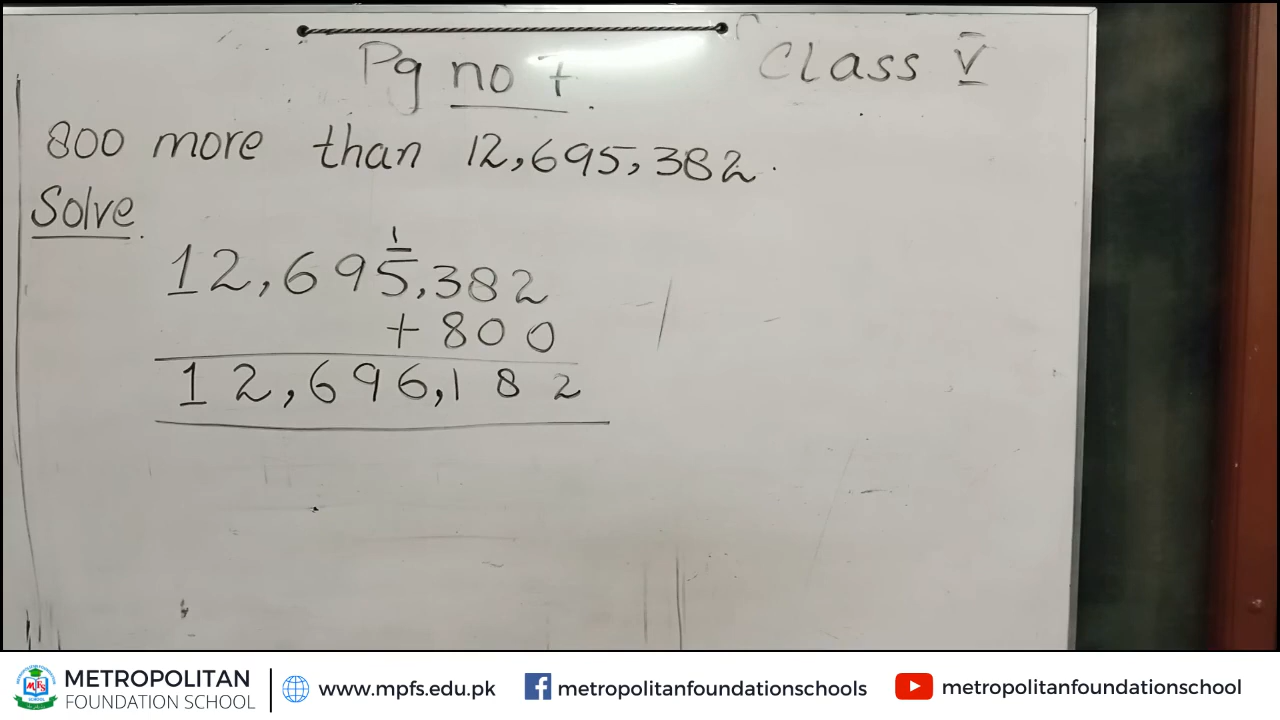 Pg no 7. Class V
800 more than 12,695,382.
Solve.
1
12,695,382
+ 800
12,696,182
METROPOLITAN
FOUNDATION SCHOOL
www.mpfs.edu.pk
metropolitanfoundationschools
metropolitanfoundationschool